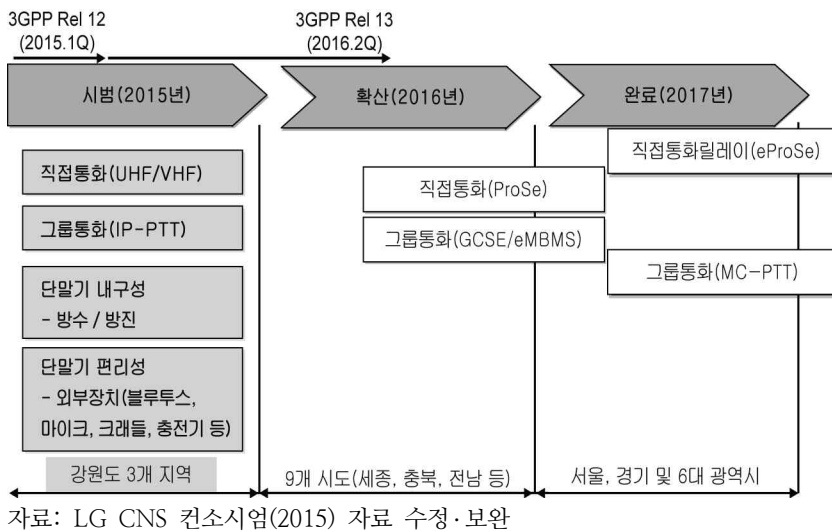 3GPP Rel 12
(2015.1Q)
3GPP Rel 13
(2016.2Q)
시범(2015년)
확산(2016년)
완료(2017년)
직접통화(UHF/VHF)
그룹통화(IP-PTT)
단말기 내구성
- 방수 / 방진
단말기 편리성
- 외부장치(블루투스,
마이크, 크래들, 충전기 등)
직접통화(ProSe)
그룹통화(GCSE/eMBMS)
직접통화릴레이(eProSe)
그룹통화(MC-PTT)
강원도 3개 지역
9개 시도(세종, 충북, 전남 등)
서울, 경기 및 6대 광역시
자료: LG CNS 컨소시엄(2015) 자료 수정·보완